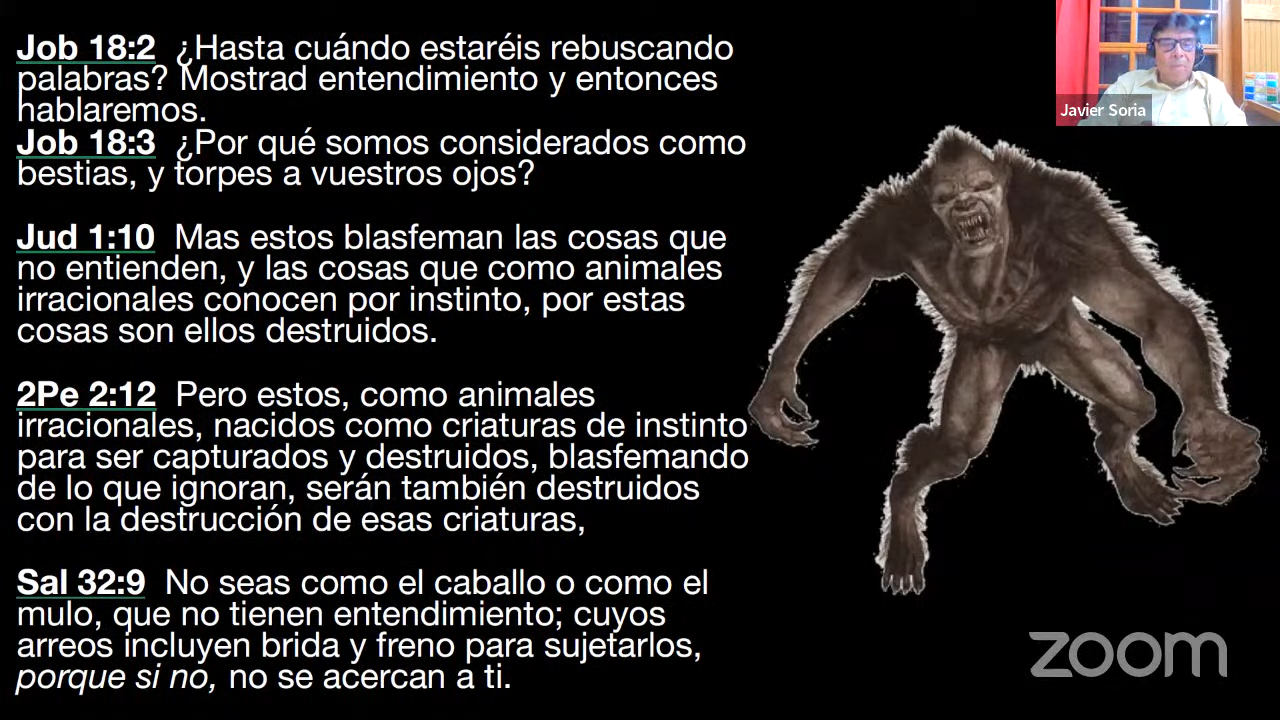 Job 18:2 ¿Hasta cuándo estaréis rebuscando
palabras? Mostrad entendimiento y entonces
hablaremos.
Job 18:3 ¿Por qué somos considerados como
bestias, y torpes a vuestros ojos?
Jud 1:10 Mas estos blasfeman las cosas que
no entienden, y las cosas que como animales
irracionales conocen por instinto, por estas
cosas son ellos destruidos.
2Pe 2:12 Pero estos, como animales
irracionales, nacidos como criaturas de instinto
para ser capturados y destruidos, blasfemando
de lo que ignoran, serán también destruidos
con la destrucción de esas criaturas,
Sal 32:9 No seas como el caballo o como el
mulo, que no tienen entendimiento; cuyos
arreos incluyen brida y freno para sujetarlos,
porque si no, no se acercan a ti.
Javier Soria
zoom